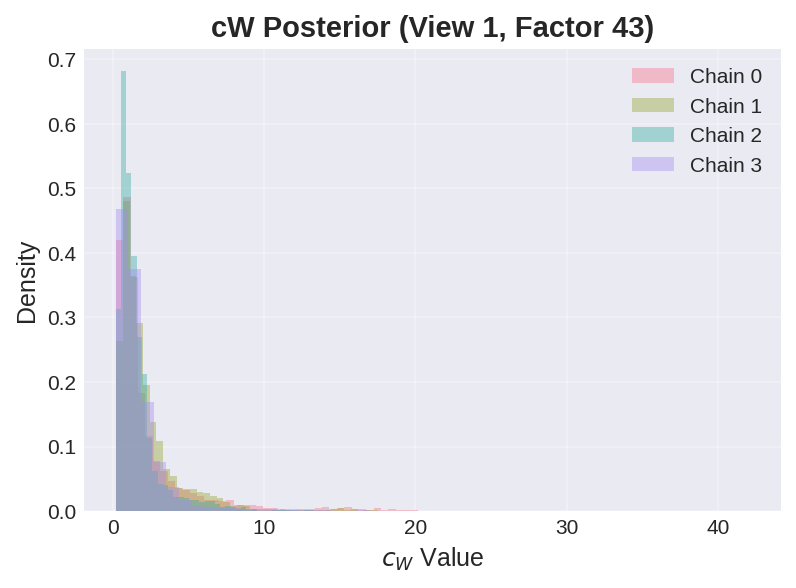 cW Posterior (View 1, Factor 43)
Chain 0
Chain 1
Chain 2
Chain 3
Density
0.7
0.6
0.5
0.4
0.3
0.2
0.1
0.0
0 10 20 30 40
c_W Value